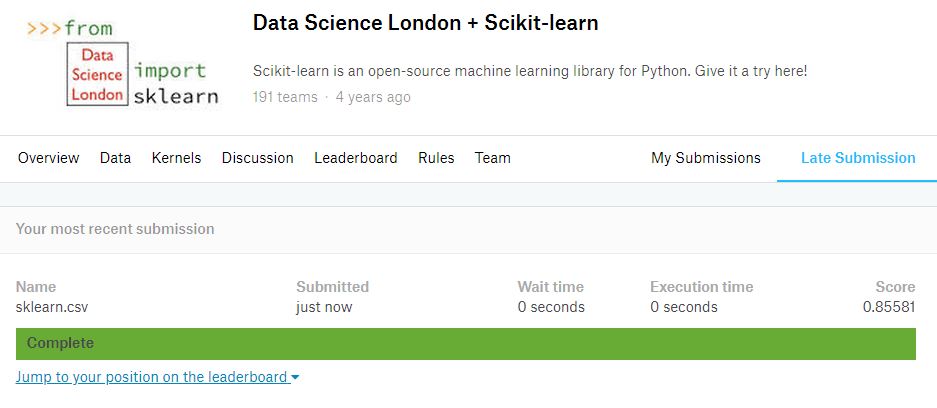 >>>from
Data
Science
London
import
sklearn
Data Science London + Scikit-learn
Scikit-learn is an open-source machine learning library for Python. Give it a try here!
191 teams · 4 years ago
Overview Data Kernels Discussion Leaderboard Rules Team My Submissions Late Submission
Your most recent submission
Name Submitted Wait time Execution time Score
sklearn.csv just now 0 seconds 0 seconds 0.85581
Complete
Jump to your position on the leaderboard